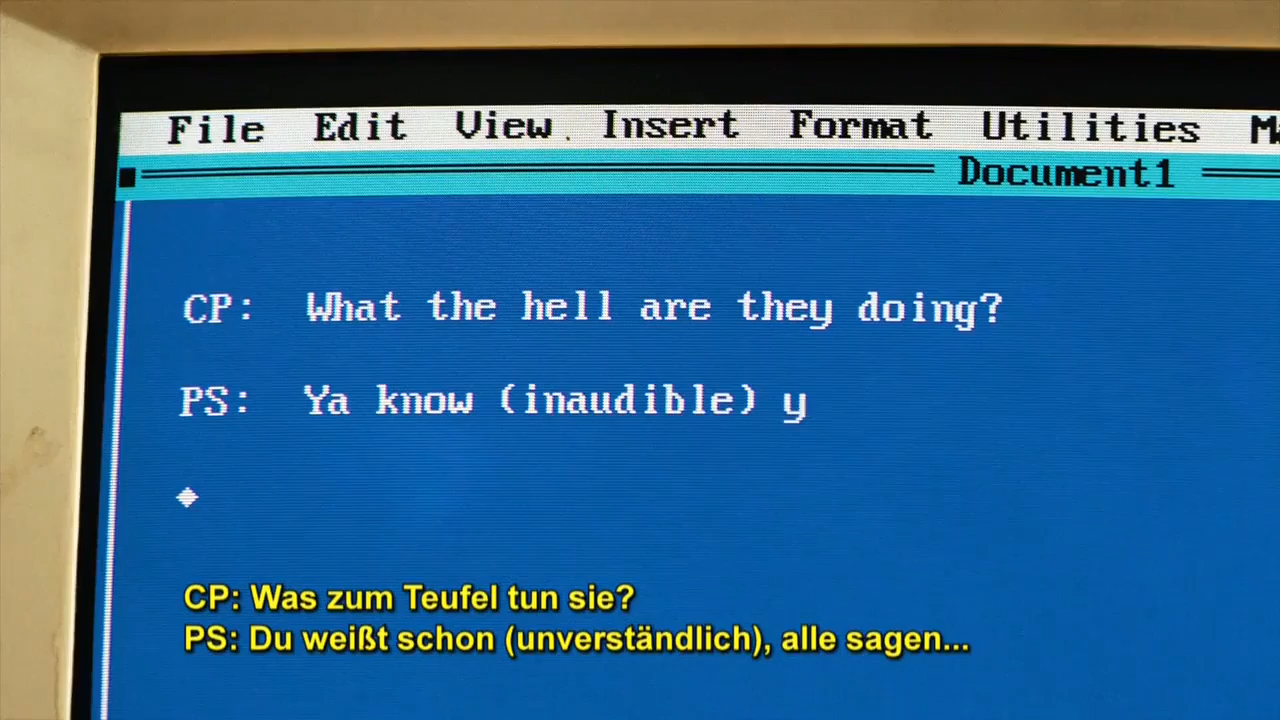 File Edit View Insert Format Utilities
Document1
CP: What the hell are they doing?
PS: Ya know (inaudible) y
CP: Was zum Teufel tun sie?
PS: Du weißt schon (unverständlich), alle sagen...